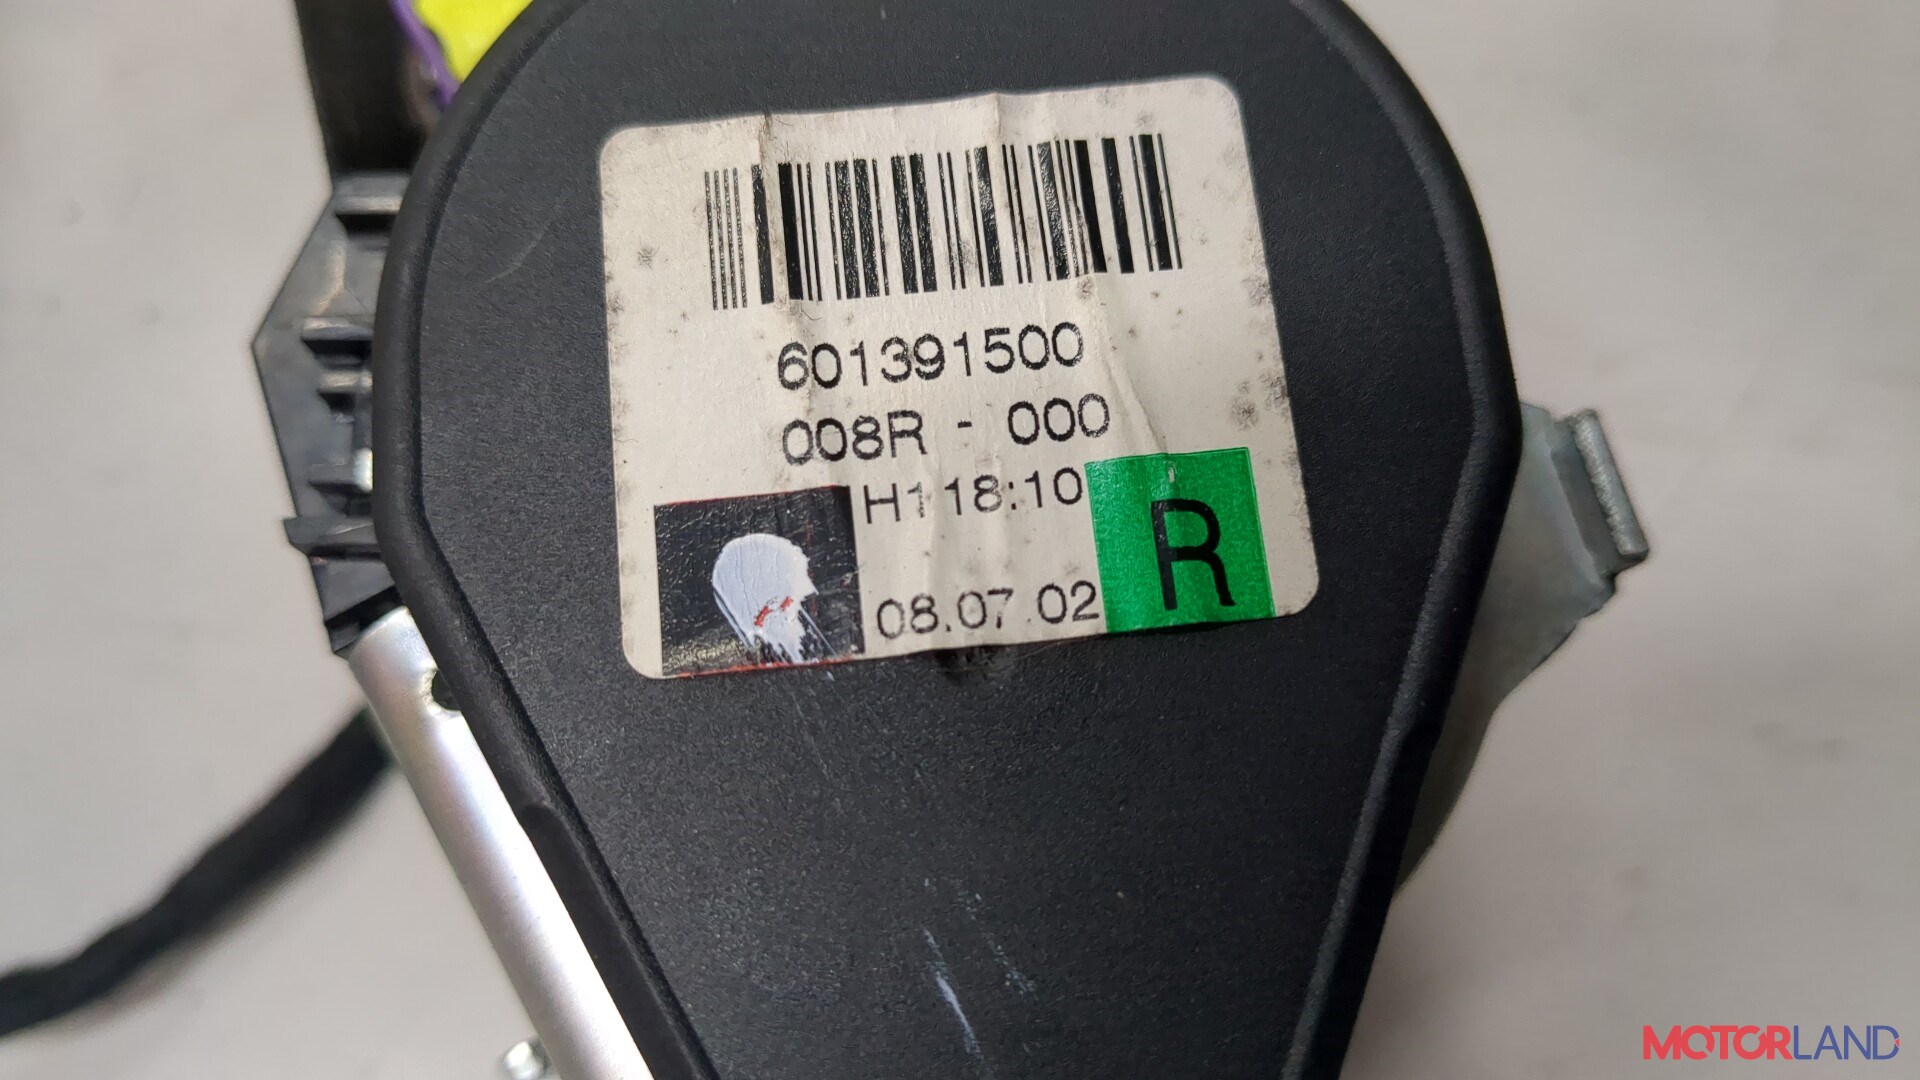 601391500
008R - 000
H1 18:10
R
08.07.02
MOTORLAND